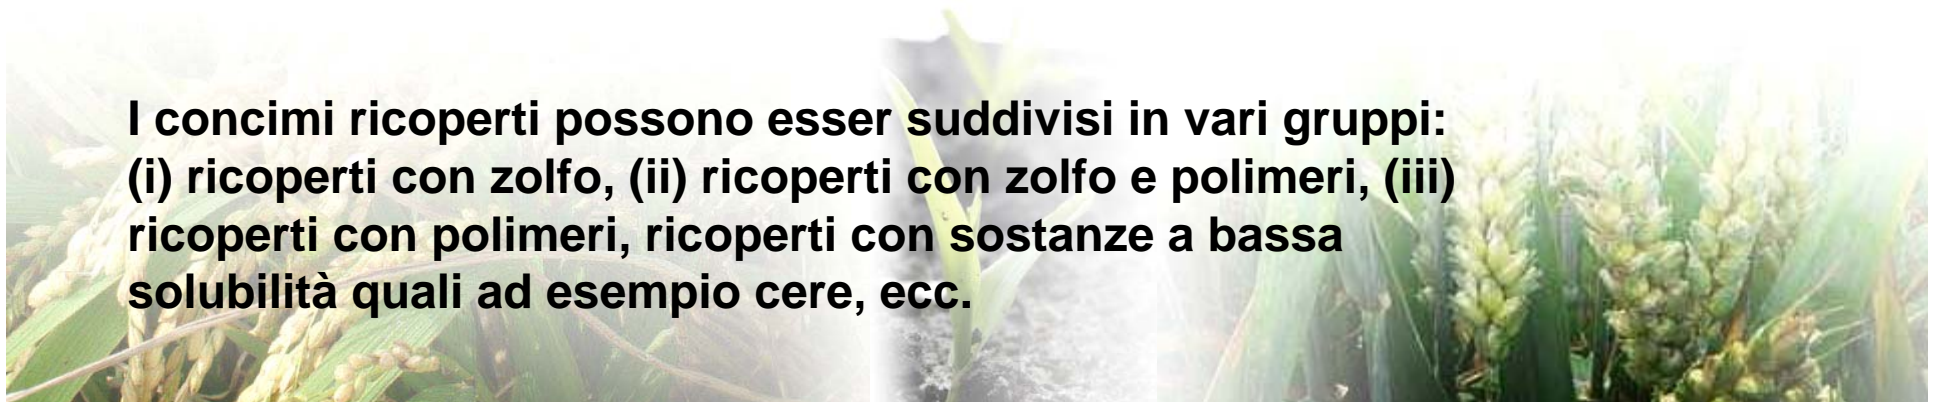 I concimi ricoperti possono esser suddivisi in vari gruppi:
(i) ricoperti con zolfo, (ii) ricoperti con zolfo e polimeri, (iii)
ricoperti con polimeri, ricoperti con sostanze a bassa
solubilità quali ad esempio cere, ecc.